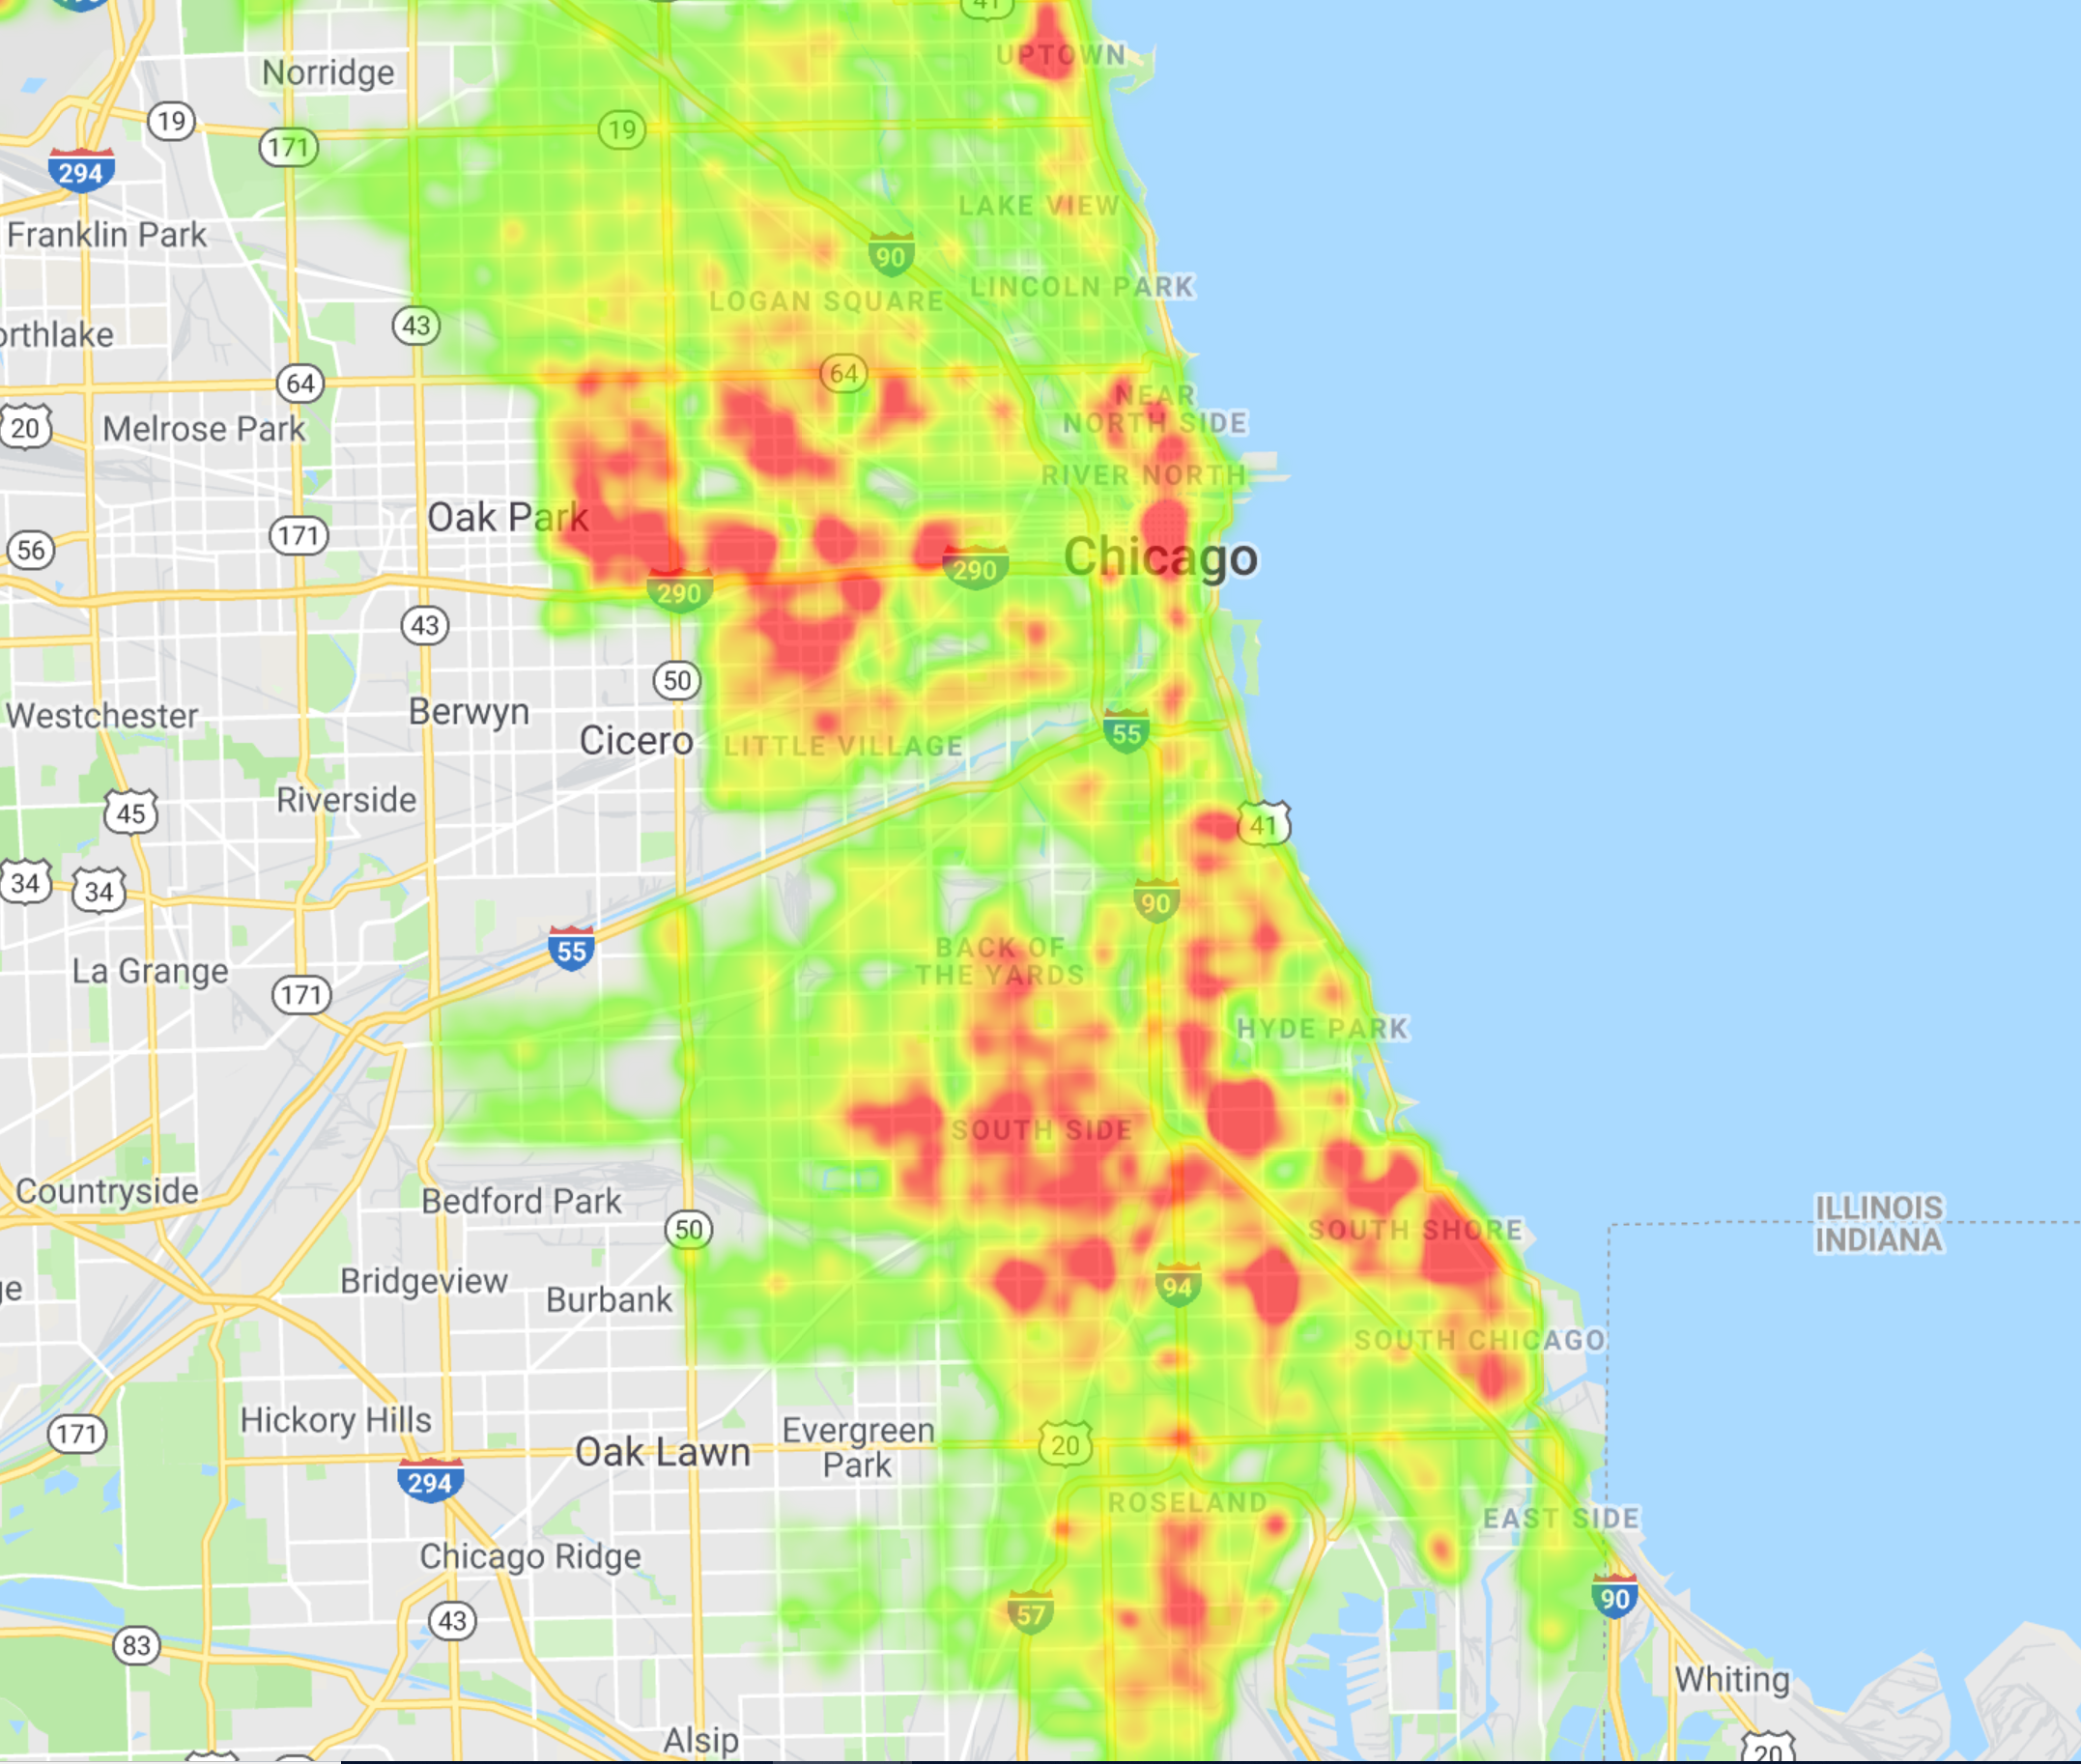 41
UPTOWN
Norridge
19
19
171
294
LAKE VIEW
Franklin Park
90
LINCOLN PARK
LOGAN SQUARE
43
orthlake
64
64
NEAR
NORTH SIDE
20
Melrose Park
RIVER NORTH
Oak Park
171
56
Chicago
290
290
43
50
Westchester
Berwyn
Cicero
LITTLE VILLAGE
55
Riverside
45
41
34
34
90
55
BACK OF
THE YARDS
La Grange
171
HYDE PARK
SOUTH SIDE
Countryside
Bedford Park
50
SOUTH SHORE
ILLINOIS
INDIANA
ge
Bridgeview
Burbank
94
SOUTH CHICAGO
171
Hickory Hills
Oak Lawn
Evergreen
Park
20
294
ROSELAND
EAST SIDE
Chicago Ridge
57
90
43
83
Whiting
Alsip
20